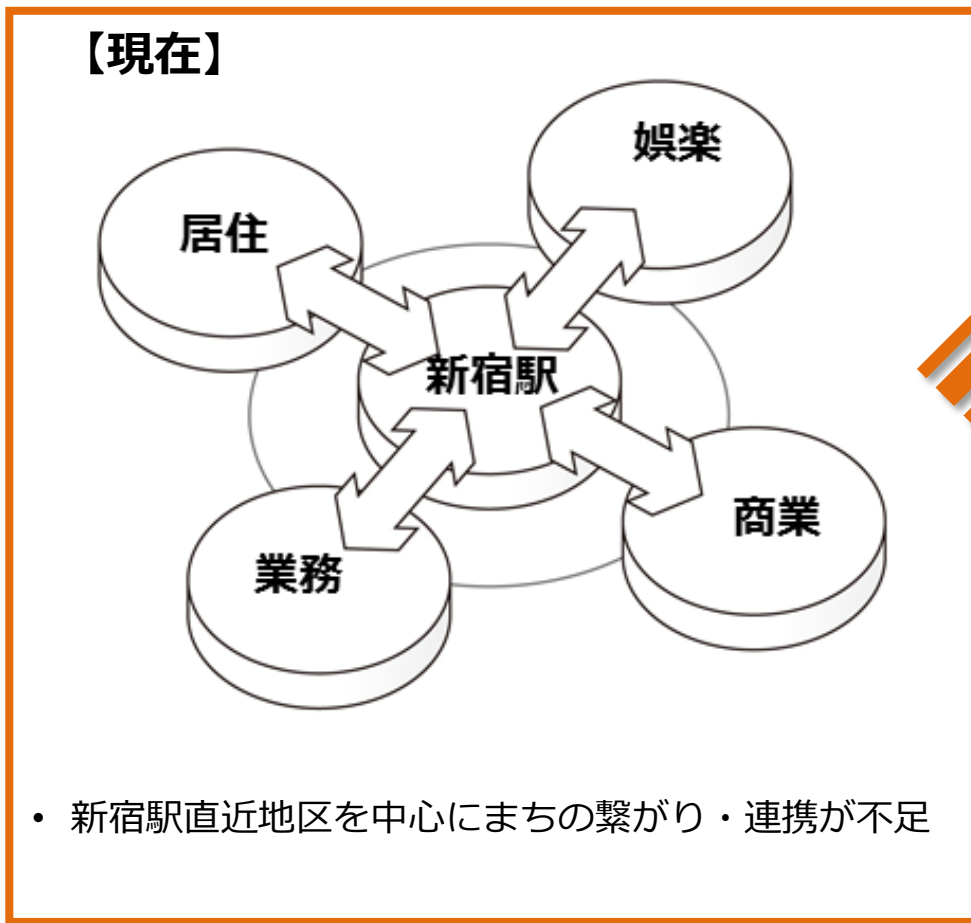 【現在】
娯楽
居住
新宿駅
商業
業務
• 新宿駅直近地区を中心にまちの繋がり・連携が不足